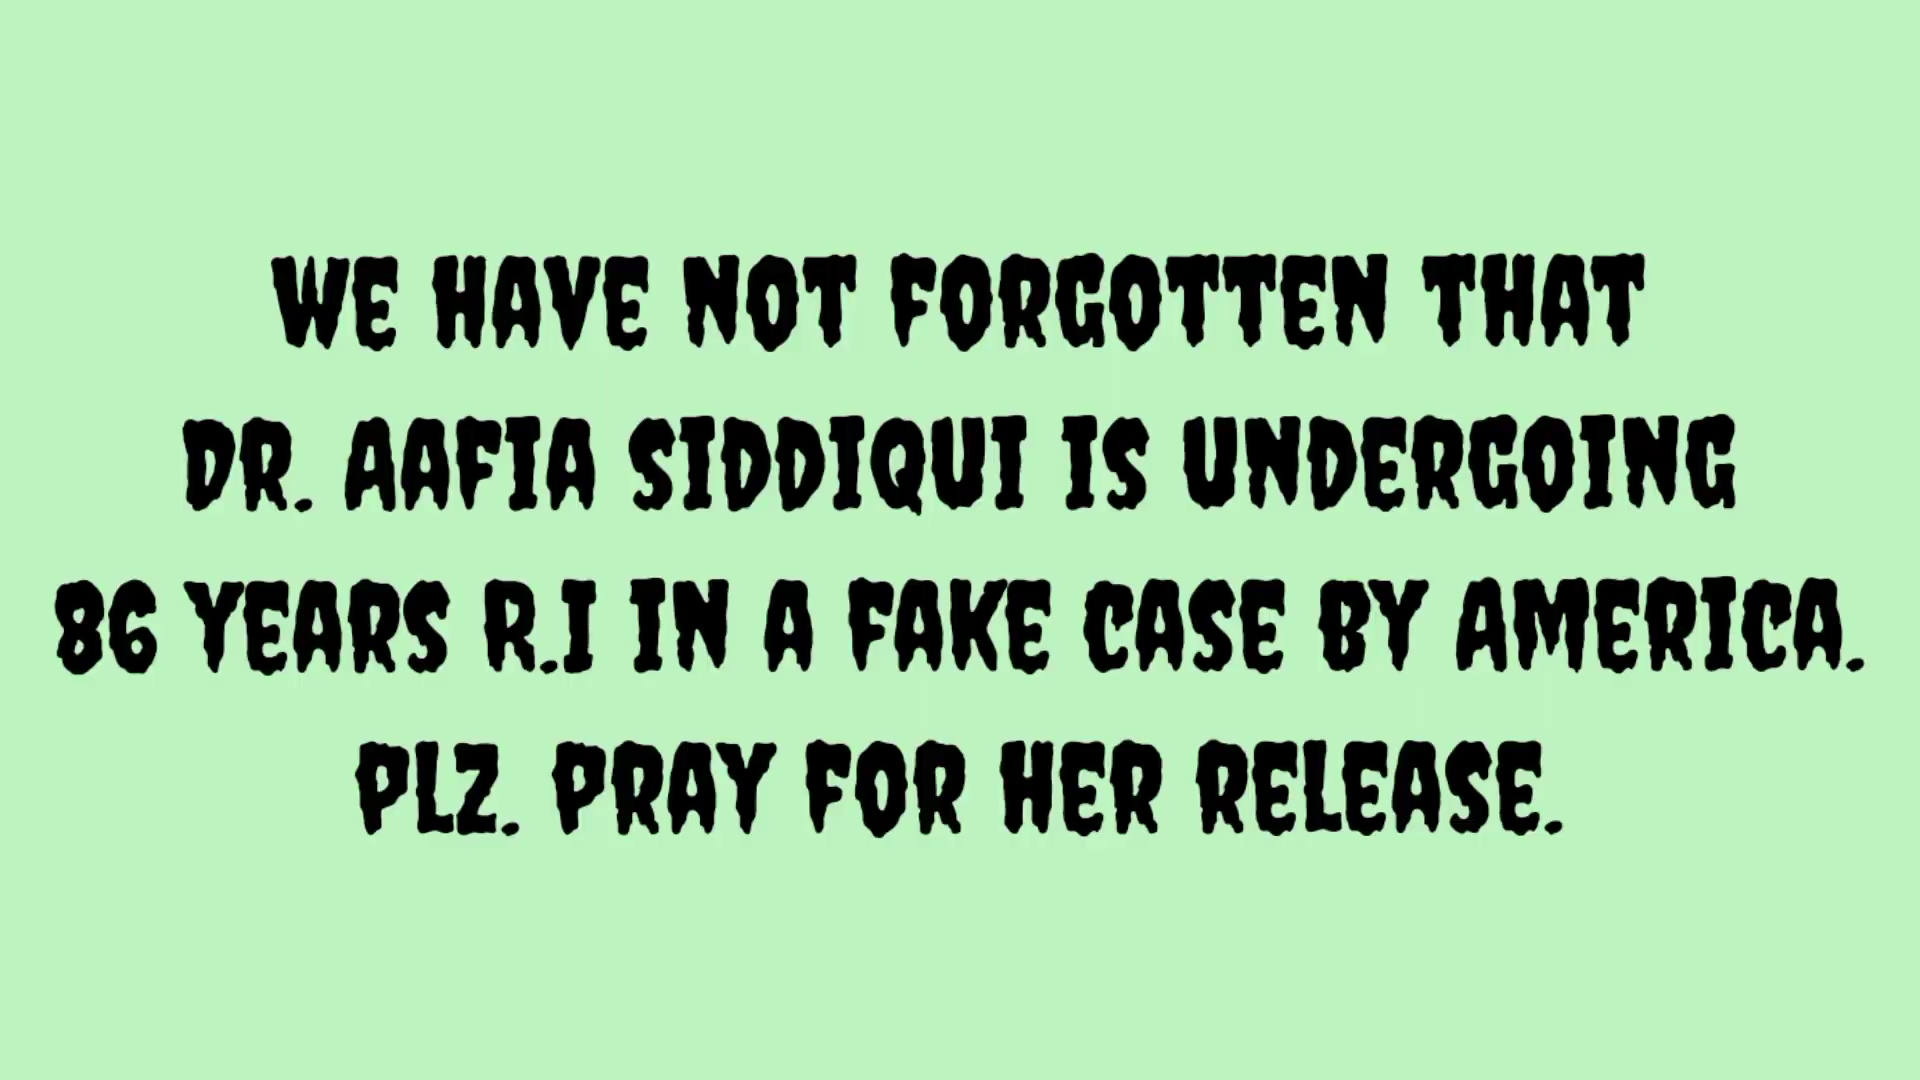 WE HAVE NOT FORGOTTEN THAT
DR. AAFIA SIDDIQUI IS UNDERGOING
86 YEARS R.I IN A FAKE CASE BY AMERICA.
PLZ. PRAY FOR HER RELEASE.